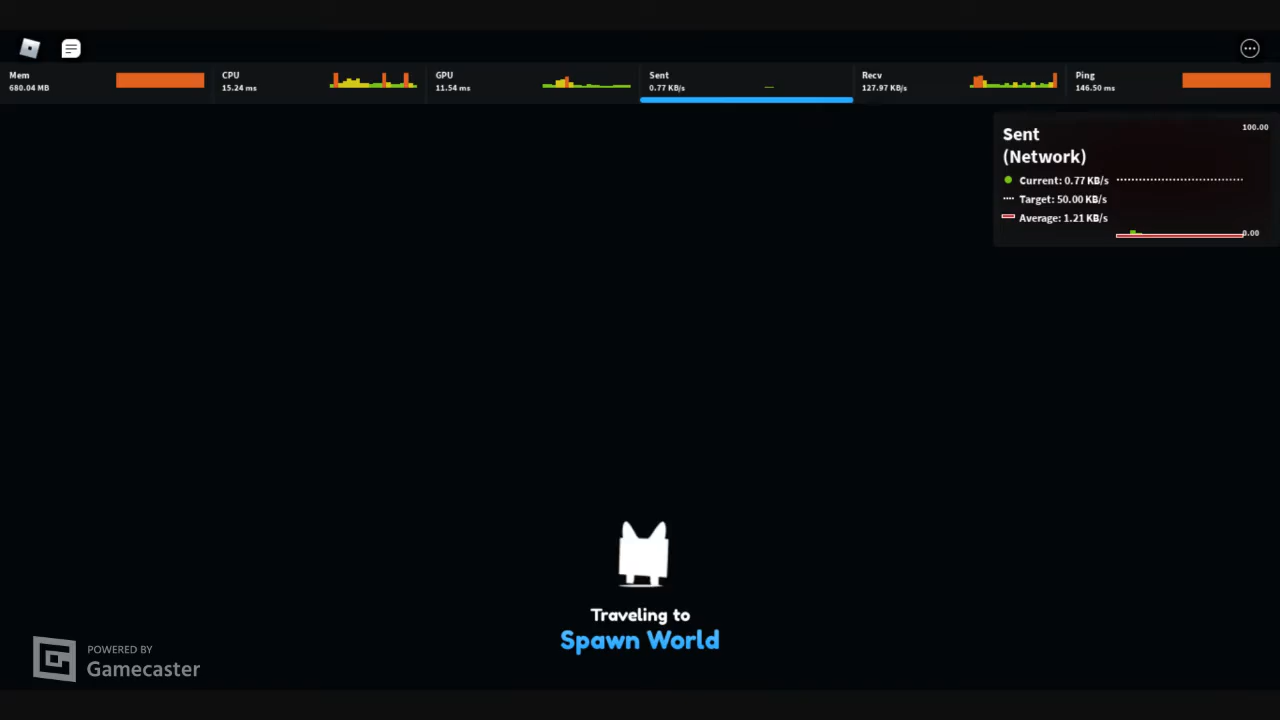 Mem
680.04 MB
CPU
15.24 ms
GPU
11.54 ms
Sent
0.77 KB/s
Recv
127.97 KB/s
Ping
146.50 ms
Sent
(Network)
100.00
Current: 0.77 KB/s
Target: 50.00 KB/s
Average: 1.21 KB/s
0.00
Traveling to
Spawn World
POWERED BY
Gamecaster